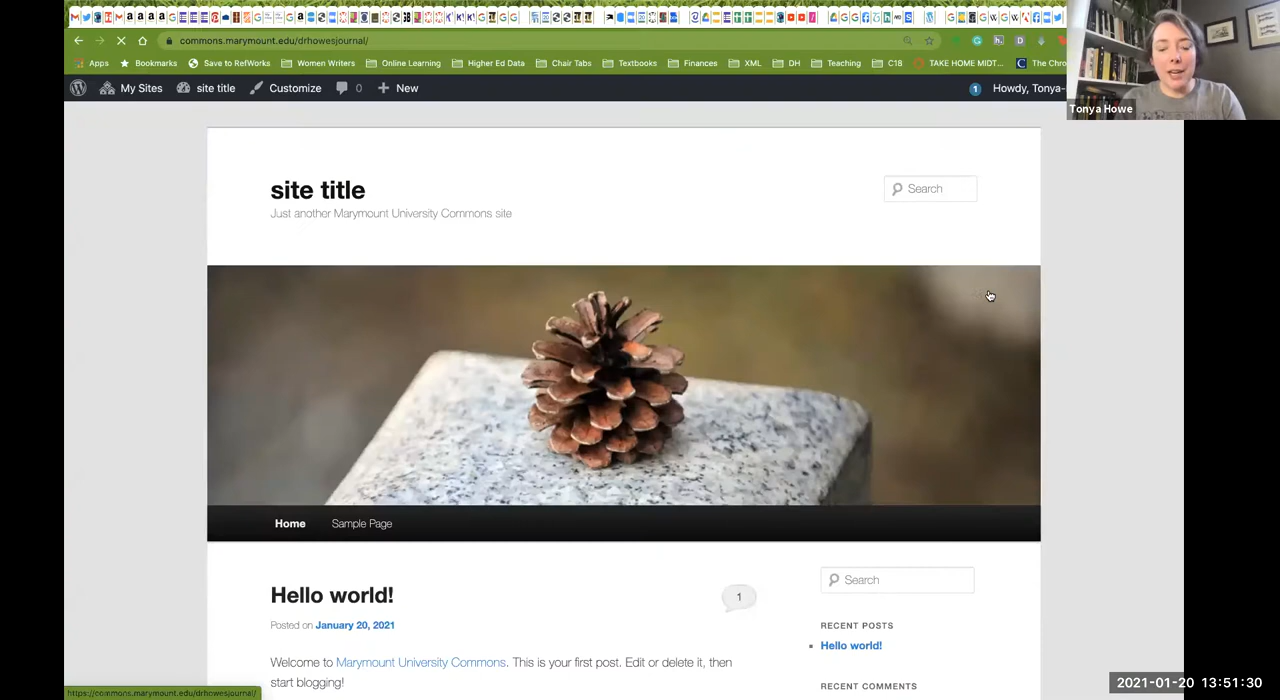 commons.marymount.edu/drhowesjournal/
Apps Bookmarks Save to RefWorks Women Writers Online Learning Higher Ed Data Chair Tabs Textbooks Finances XML DH Teaching C18 TAKE HOME MIDT... The Chro
My Sites site title Customize 0 New 1 Howdy, Tonya-
Tonya Howe
site title
Just another Marymount University Commons site
Search
Home Sample Page
Hello world!
1
Posted on January 20, 2021
Welcome to Marymount University Commons. This is your first post. Edit or delete it, then
start blogging!
Search
RECENT POSTS
Hello world!
RECENT COMMENTS
https://commons.marymount.edu/drhowesjournal/
2021-01-20 13:51:30